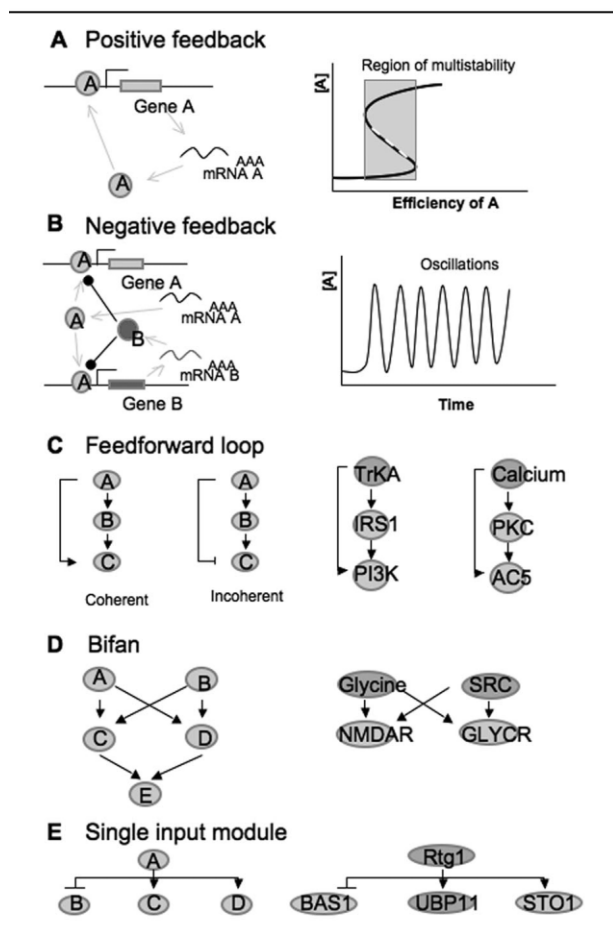 A Positive feedback
A
Gene A
AAA
mRNA A
A
[A]
Region of multistability
Efficiency of A
B Negative feedback
A
Gene A
A
AAA
mRNA A
B
AAA
mRNA B
A
Gene B
[A]
Oscillations
Time
C Feedforward loop
A
B
C
Coherent
A
B
C
Incoherent
TrKA
IRS1
PI3K
Calcium
PKC
AC5
D Bifan
A B
C D
E
Glycine SRC
NMDAR GLYCR
E Single input module
A
B C D
Rtg1
BAS1 UBP11 STO1